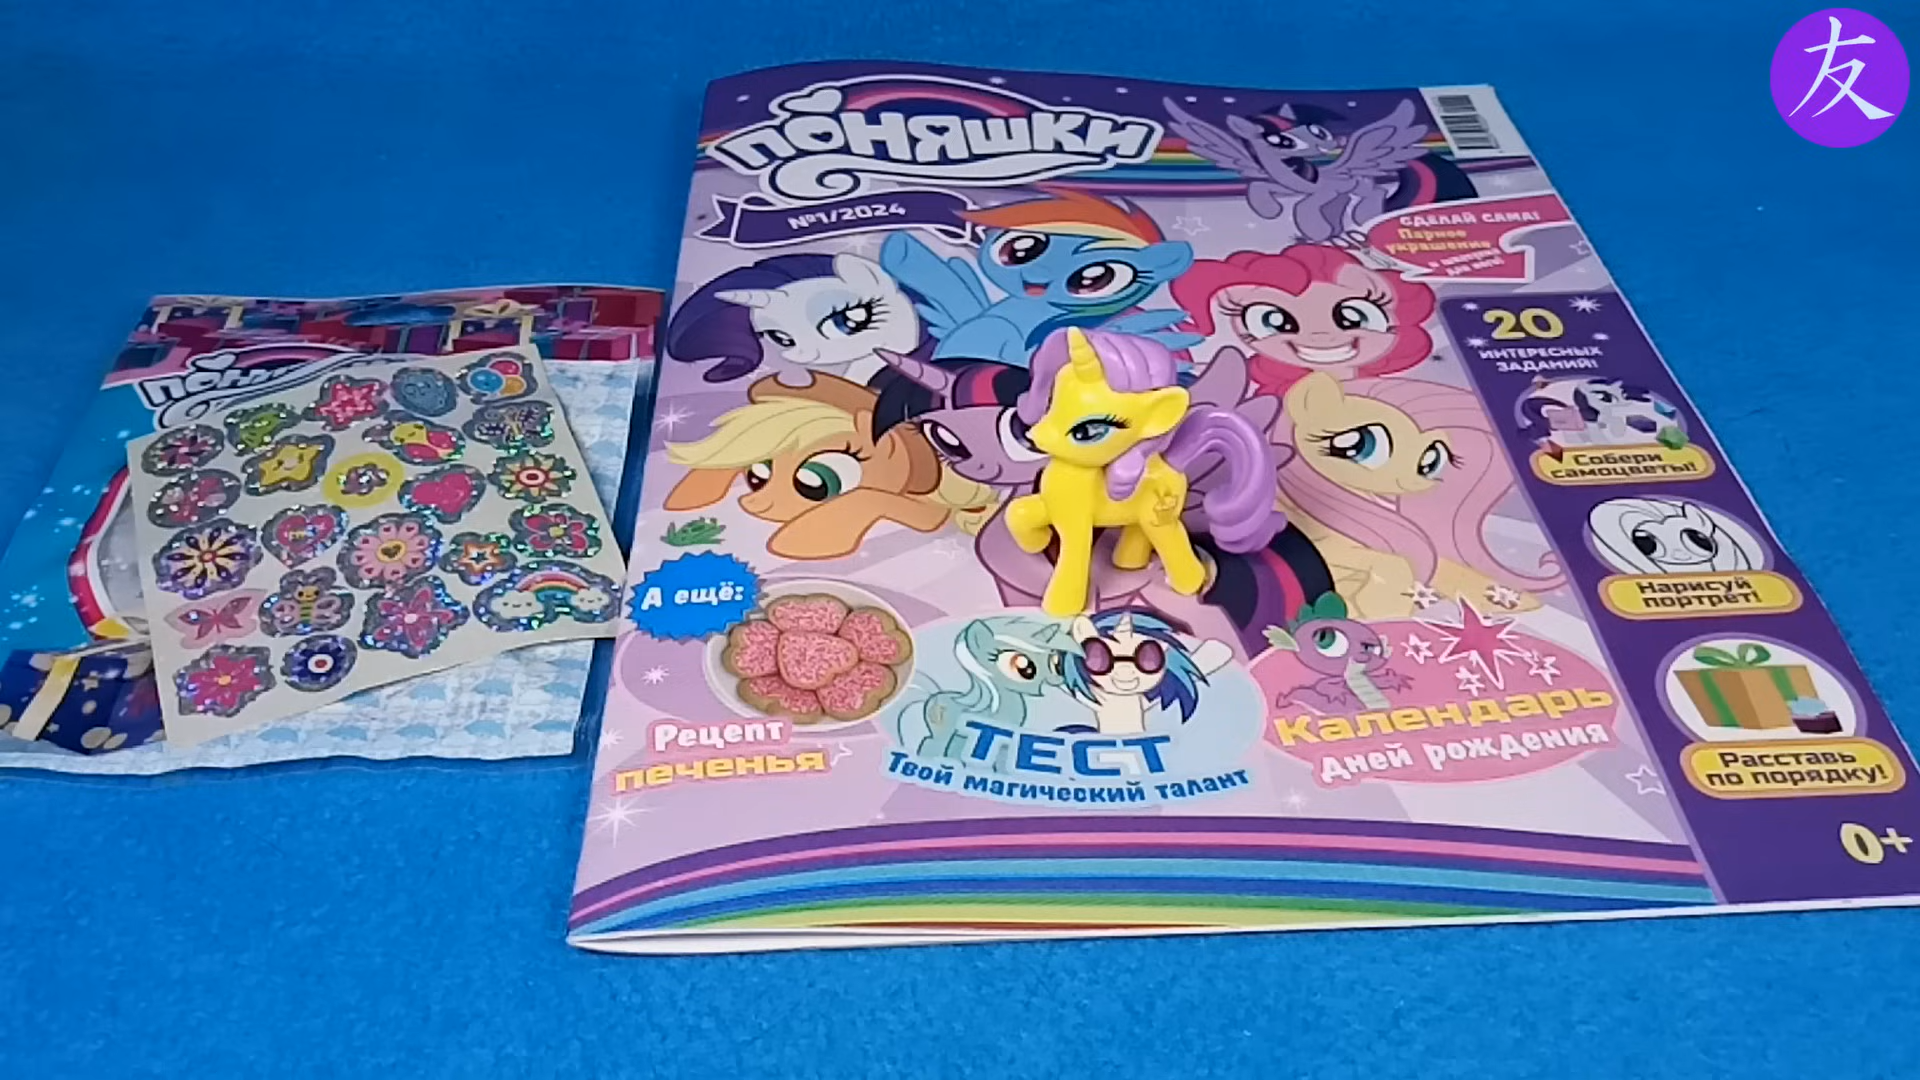 友
поняшки
№1/2024
СДЕЛАЙ САМА!
Парное
украшение
20
ИНТЕРЕСНЫХ
ЗАДАНИЙ!
Собери
самоцветы!
Нарисуй
портрет!
Расставь
по порядку!
0+
А ещё:
Рецепт
печенья
ТЕСТ
Твой магический талант
Календарь
дней рождения